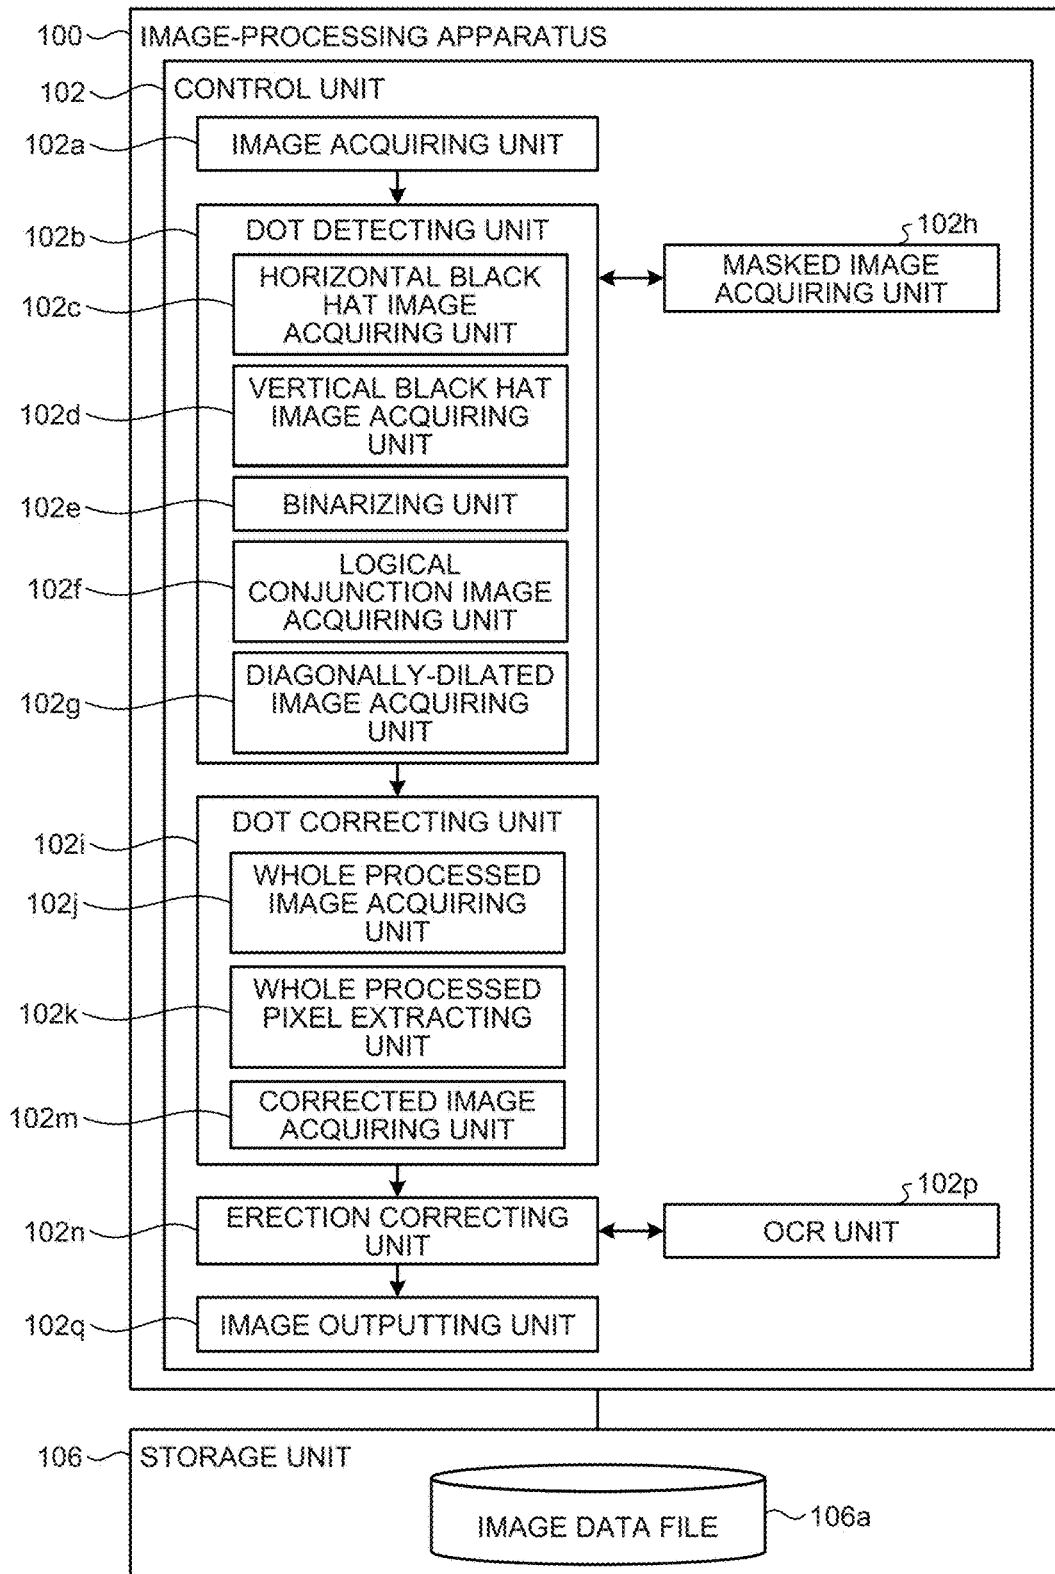 100
IMAGE-PROCESSING APPARATUS
102
CONTROL UNIT
102a
IMAGE ACQUIRING UNIT
102b
DOT DETECTING UNIT
102h
MASKED IMAGE
ACQUIRING UNIT
102c
HORIZONTAL BLACK
HAT IMAGE
ACQUIRING UNIT
102d
VERTICAL BLACK HAT
IMAGE ACQUIRING
UNIT
102e
BINARIZING UNIT
102f
LOGICAL
CONJUNCTION IMAGE
ACQUIRING UNIT
102g
DIAGONALLY-DILATED
IMAGE ACQUIRING
UNIT
102i
DOT CORRECTING UNIT
102j
WHOLE PROCESSED
IMAGE ACQUIRING
UNIT
102k
WHOLE PROCESSED
PIXEL EXTRACTING
UNIT
102m
CORRECTED IMAGE
ACQUIRING UNIT
102n
ERECTION CORRECTING
UNIT
102p
OCR UNIT
102q
IMAGE OUTPUTTING UNIT
106
STORAGE UNIT
IMAGE DATA FILE
106a